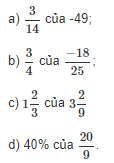 a) 3/14 của -49;
b) 3/4 của -18/25;
c) 1 2/3 của 3 2/9
d) 40% của 20/9.